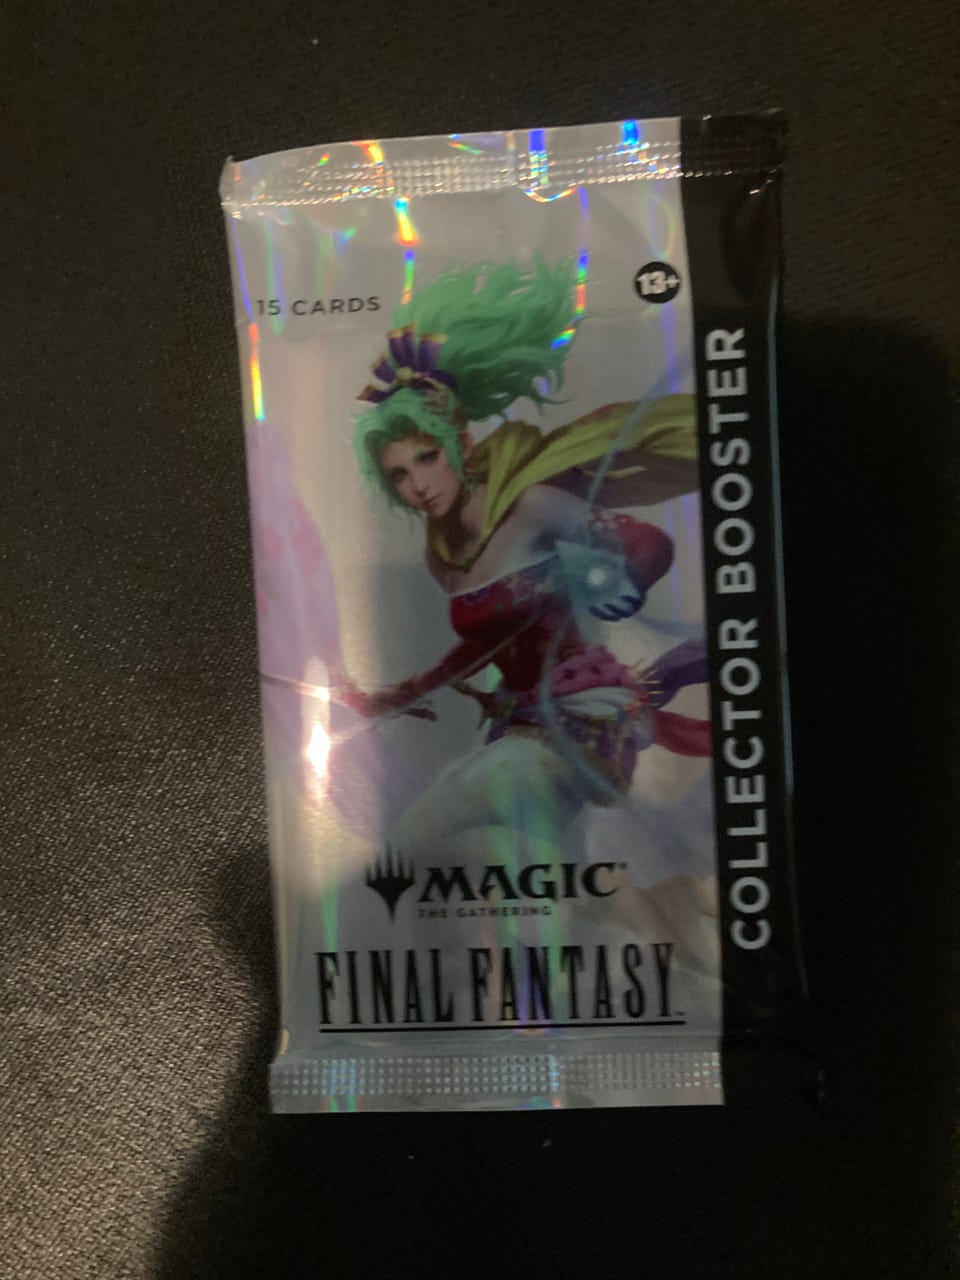 15 CARDS
13+
MAGIC
THE GATHERING
FINAL FANTASY
COLLECTOR BOOSTER